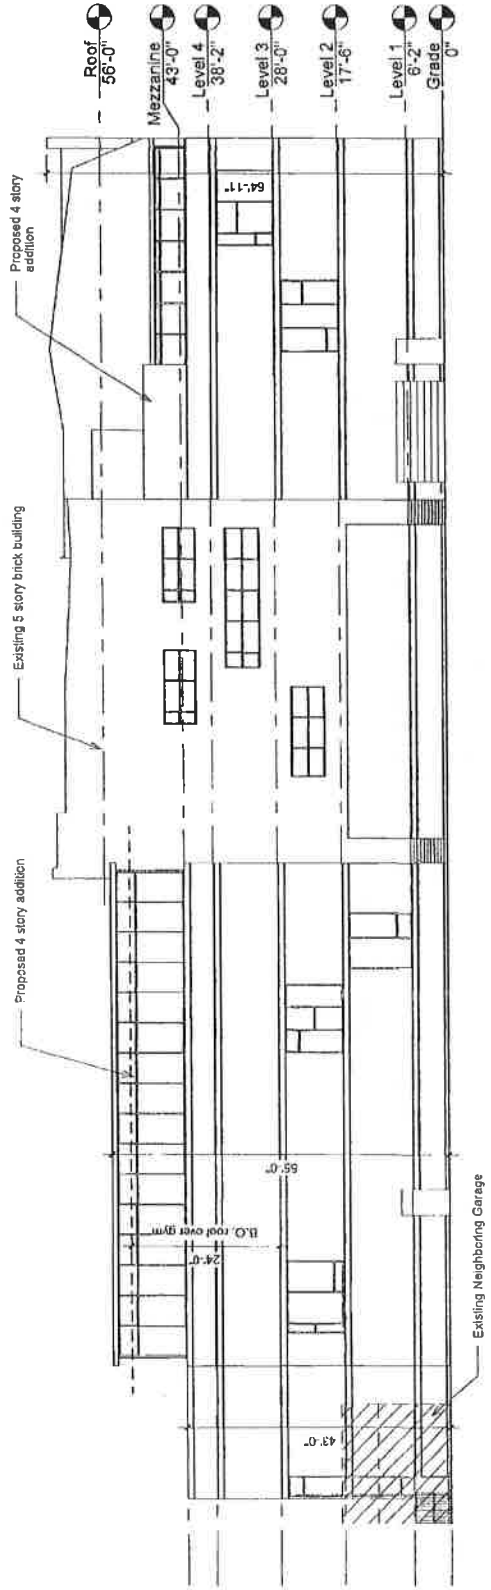 Roof
56'-0"
Mezzanine
43'-0"
Level 4
38'-2"
Level 3
28'-0"
Level 2
17'-6"
Level 1
6'-2"
Grade
0"
Proposed 4 story
addition
64'-11"
Existing 5 story brick building
Proposed 4 story addition
55'-0"
B.O. roof over gym
24'-0"
43'-0"
Existing Neighboring Garage